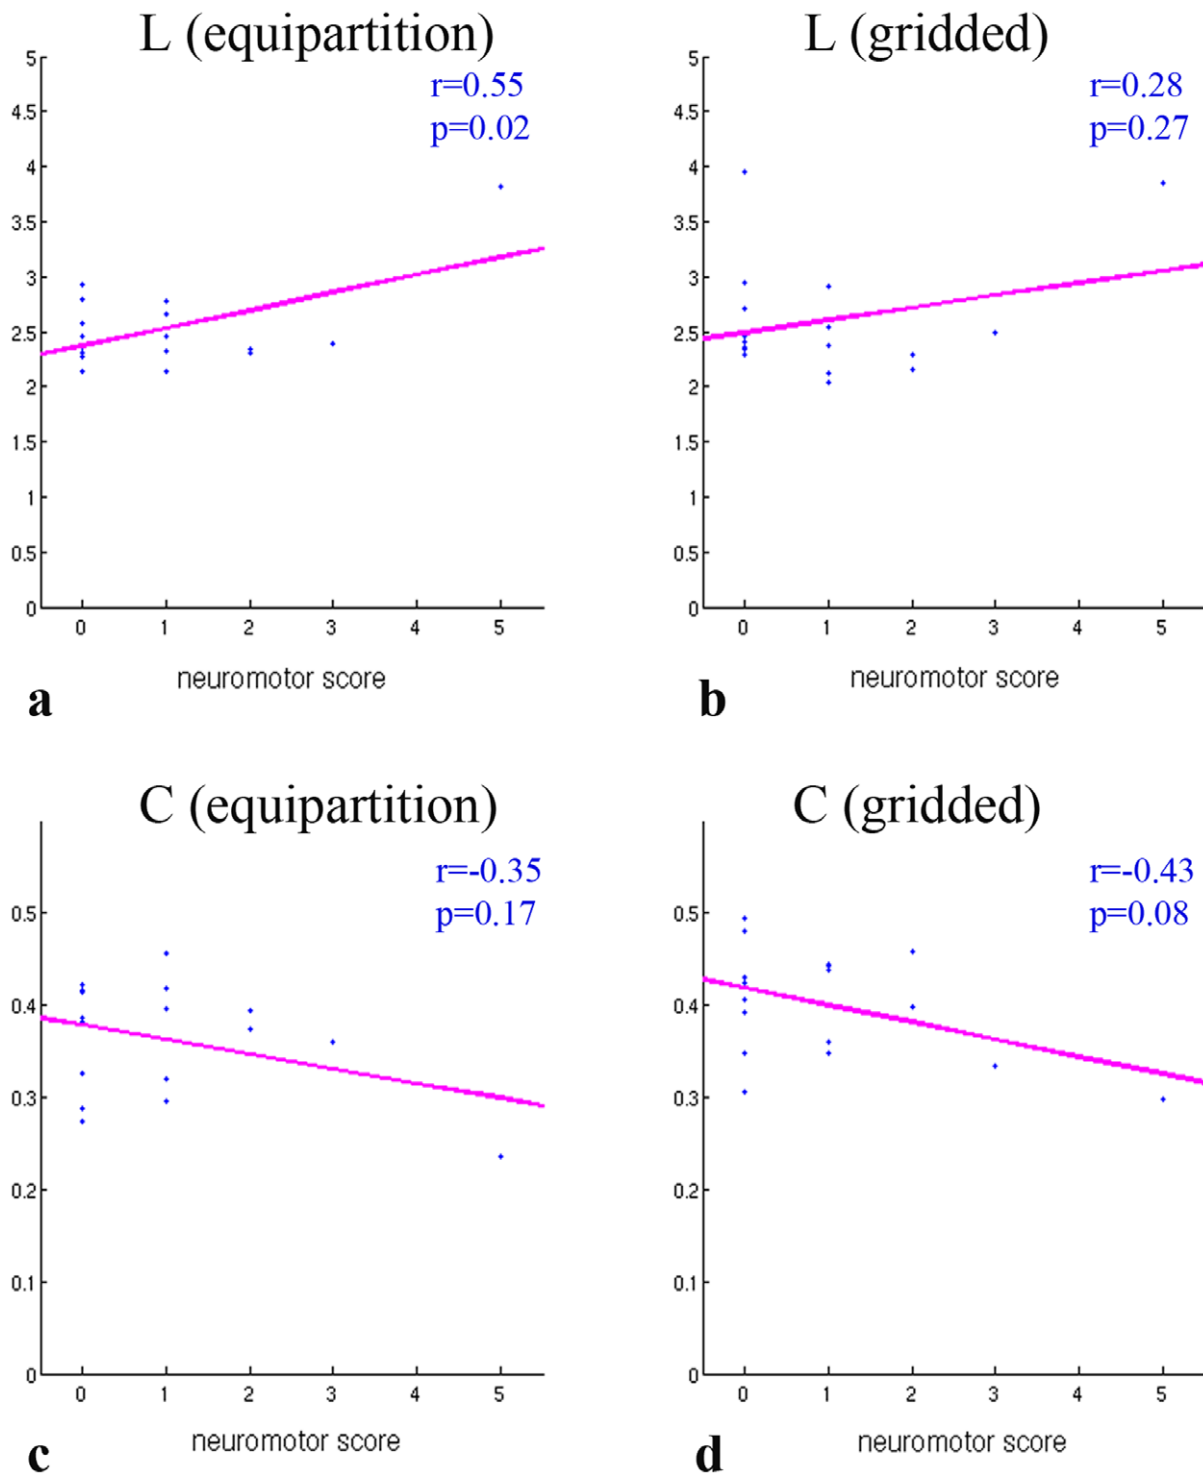 L (equipartition)
r=0.55
p=0.02
5
4.5
4
3.5
3
2.5
2
1.5
1
0.5
0
0 1 2 3 4 5
neuromotor score
a
L (gridded)
r=0.28
p=0.27
5
4.5
4
3.5
3
2.5
2
1.5
1
0.5
0
0 1 2 3 4 5
neuromotor score
b
C (equipartition)
r=-0.35
p=0.17
0.5
0.4
0.3
0.2
0.1
0
0 1 2 3 4 5
neuromotor score
c
C (gridded)
r=-0.43
p=0.08
0.5
0.4
0.3
0.2
0.1
0
0 1 2 3 4 5
neuromotor score
d